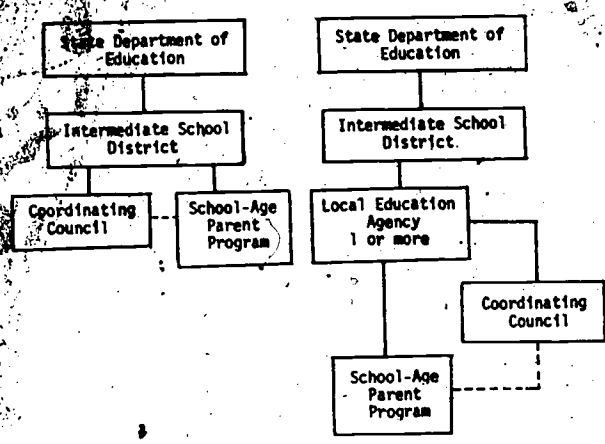 State Department of
Education
Intermediate School
District
Coordinating
Council
School-Age
Parent
Program
State Department of
Education
Intermediate School
District.
Local Education
Agency
1 or more
Coordinating
Council
School-Age
Parent
Program